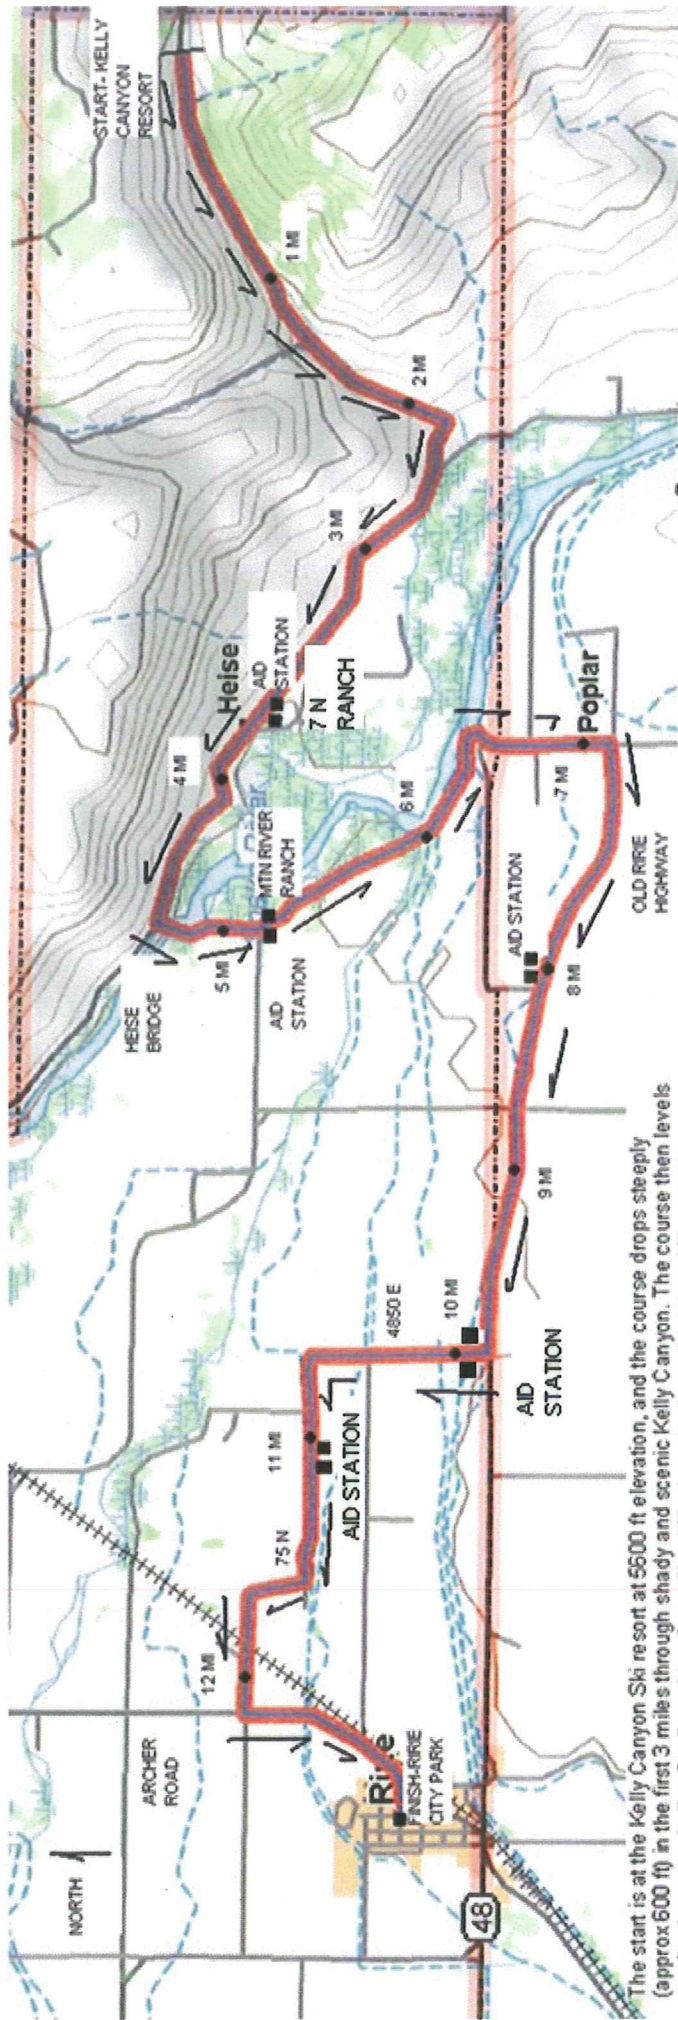 START-KELLY
CANYON
RESORT
1 MI
2 MI
3 MI
Heise
AID
STATION
7 N
RANCH
4 MI
MTN RIVER
RANCH
HEISE
BRIDGE
5 MI
AID
STATION
6 MI
7 MI
Poplar
OLD RIRIE
HIGHWAY
AID STATION
8 MI
9 MI
4850 E
10 MI
AID
STATION
11 MI
AID STATION
75 N
12 MI
ARCHER
ROAD
NORTH
FINISH-RIRIE
CITY PARK
48
The start is at the Kelly Canyon Ski resort at 5600 ft elevation, and the course drops steeply
(approx 600 ft) in the first 3 miles through shady and scenic Kelly Canyon. The course then levels